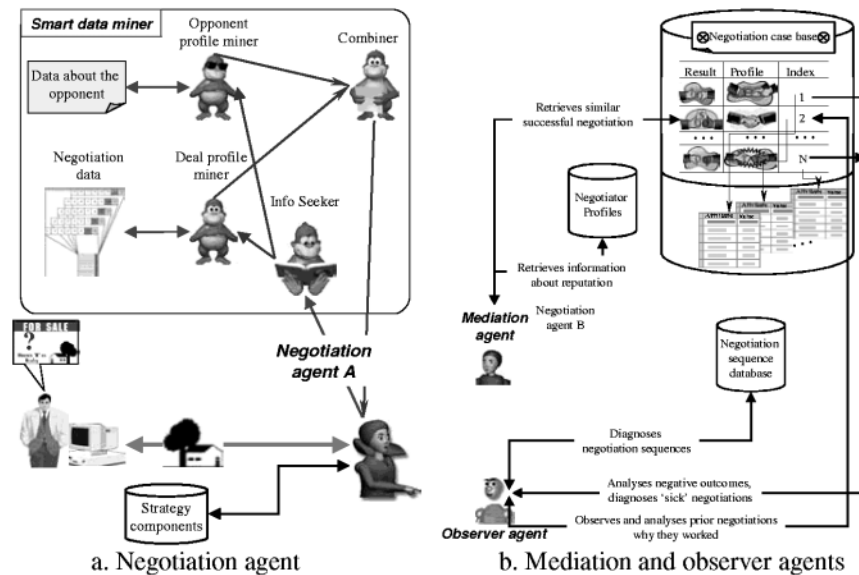 Smart data miner
Opponent
profile miner
Combiner
Data about the
opponent
Negotiation
data
Deal profile
miner
Info Seeker
FOR SALE
?
Negotiation
agent A
Strategy
components
a. Negotiation agent
Negotiation case base
Result Profile Index
1
2
• • • • • • • • •
N
Retrieves similar
successful negotiation
Negotiator
Profiles
• • •
Retrieves information
about reputation
Mediation
agent
Negotiation
agent B
Negotiation
sequence
database
Diagnoses
negotiation sequences
Analyses negative outcomes,
diagnoses 'sick' negotiations
Observes and analyses prior negotiations
why they worked
Observer agent
b. Mediation and observer agents